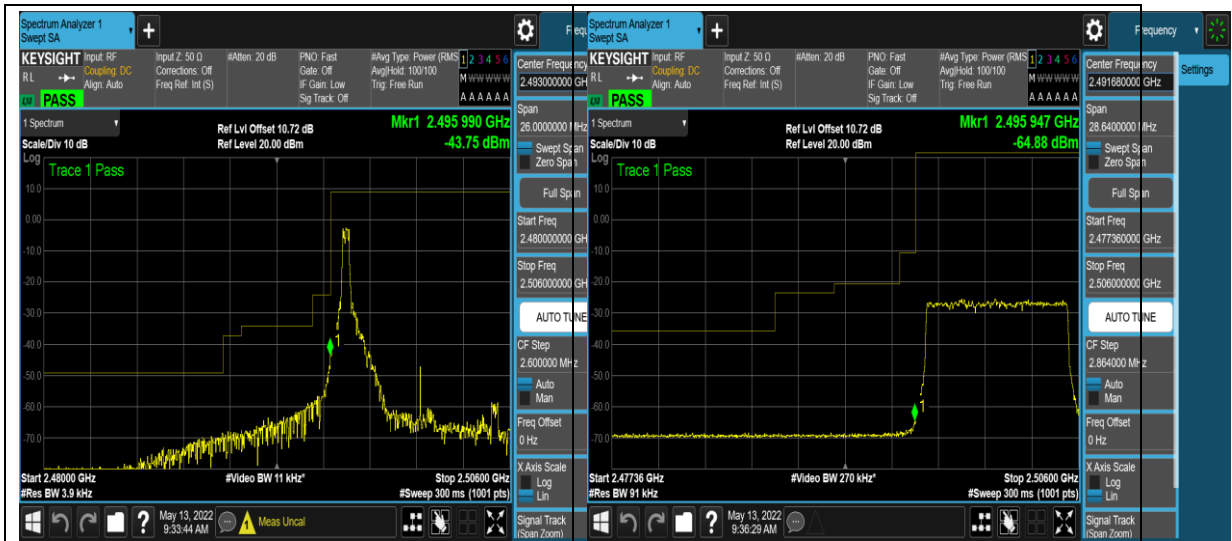 Spectrum Analyzer 1
Swept SA
+
KEYSIGHT
R L
PASS
Input: RF
Coupling: DC
Align: Auto
Input Z: 50 Ω
Corrections: Off
Freq Ref: Int (S)
#Atten: 20 dB
PNO: Fast
Gate: Off
IF Gain: Low
Sig Track: Off
#Avg Type: Power (RMS
Avg|Hold: 100/100
Trig: Free Run
1 2 3 4 5 6
M W W W W W
A A A A A A
1 Spectrum
Scale/Div 10 dB
Ref Lvl Offset 10.72 dB
Ref Level 20.00 dBm
Mkr1 2.495 990 GHz
-43.75 dBm
Log
Trace 1 Pass
10.0
0.00
-10.0
-20.0
-30.0
-40.0
-50.0
-60.0
-70.0
Start 2.48000 GHz
#Res BW 3.9 kHz
#Video BW 11 kHz*
Stop 2.50600 GHz
#Sweep 300 ms (1001 pts)
?
May 13, 2022
9:33:44 AM
Meas Uncal
Frequ
Center Frequency
2.493000000 GHz
Span
26.0000000 MHz
Swept Span
Zero Span
Full Span
Start Freq
2.480000000 GH
Stop Freq
2.506000000 GH
AUTO TUNE
CF Step
2.600000 MHz
Auto
Man
Freq Offset
0 Hz
X Axis Scale
Log
Lin
Signal Track
(Span Zoom)
Spectrum Analyzer 1
Swept SA
+
KEYSIGHT
R L
PASS
Input: RF
Coupling: DC
Align: Auto
Input Z: 50 Ω
Corrections: Off
Freq Ref: Int (S)
#Atten: 20 dB
PNO: Fast
Gate: Off
IF Gain: Low
Sig Track: Off
#Avg Type: Power (RMS
Avg|Hold: 100/100
Trig: Free Run
1 2 3 4 5 6
M W W W W W
A A A A A A
1 Spectrum
Scale/Div 10 dB
Ref Lvl Offset 10.72 dB
Ref Level 20.00 dBm
Mkr1 2.495 947 GHz
-64.88 dBm
Log
Trace 1 Pass
10.0
0.00
-10.0
-20.0
-30.0
-40.0
-50.0
-60.0
-70.0
Start 2.47736 GHz
#Res BW 91 kHz
#Video BW 270 kHz*
Stop 2.50600 GHz
#Sweep 300 ms (1001 pts)
?
May 13, 2022
9:36:29 AM
Frequency
Center Frequency
2.491680000 GHz
Span
28.6400000 MHz
Swept Span
Zero Span
Full Span
Start Freq
2.477360000 GHz
Stop Freq
2.506000000 GHz
AUTO TUNE
CF Step
2.864000 MHz
Auto
Man
Freq Offset
0 Hz
X Axis Scale
Log
Lin
Signal Track
(Span Zoom)
Settings